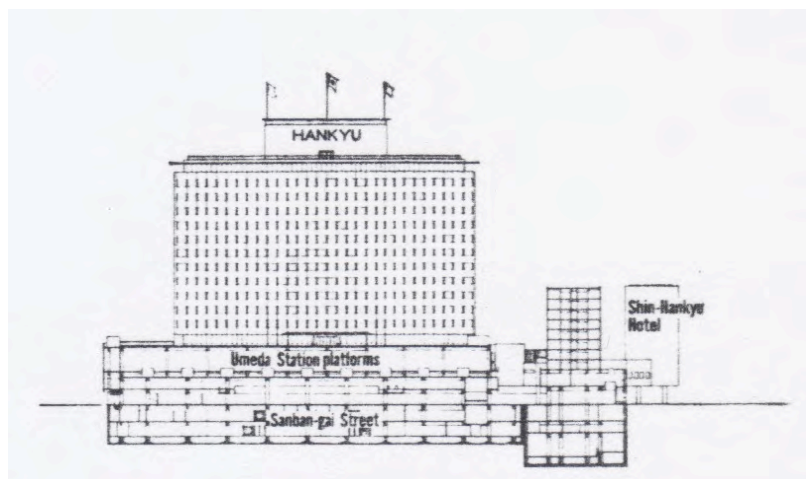 HANKYU
Shin-Hankyu
Hotel
Umeda Station platforms
Sanban-gai Street